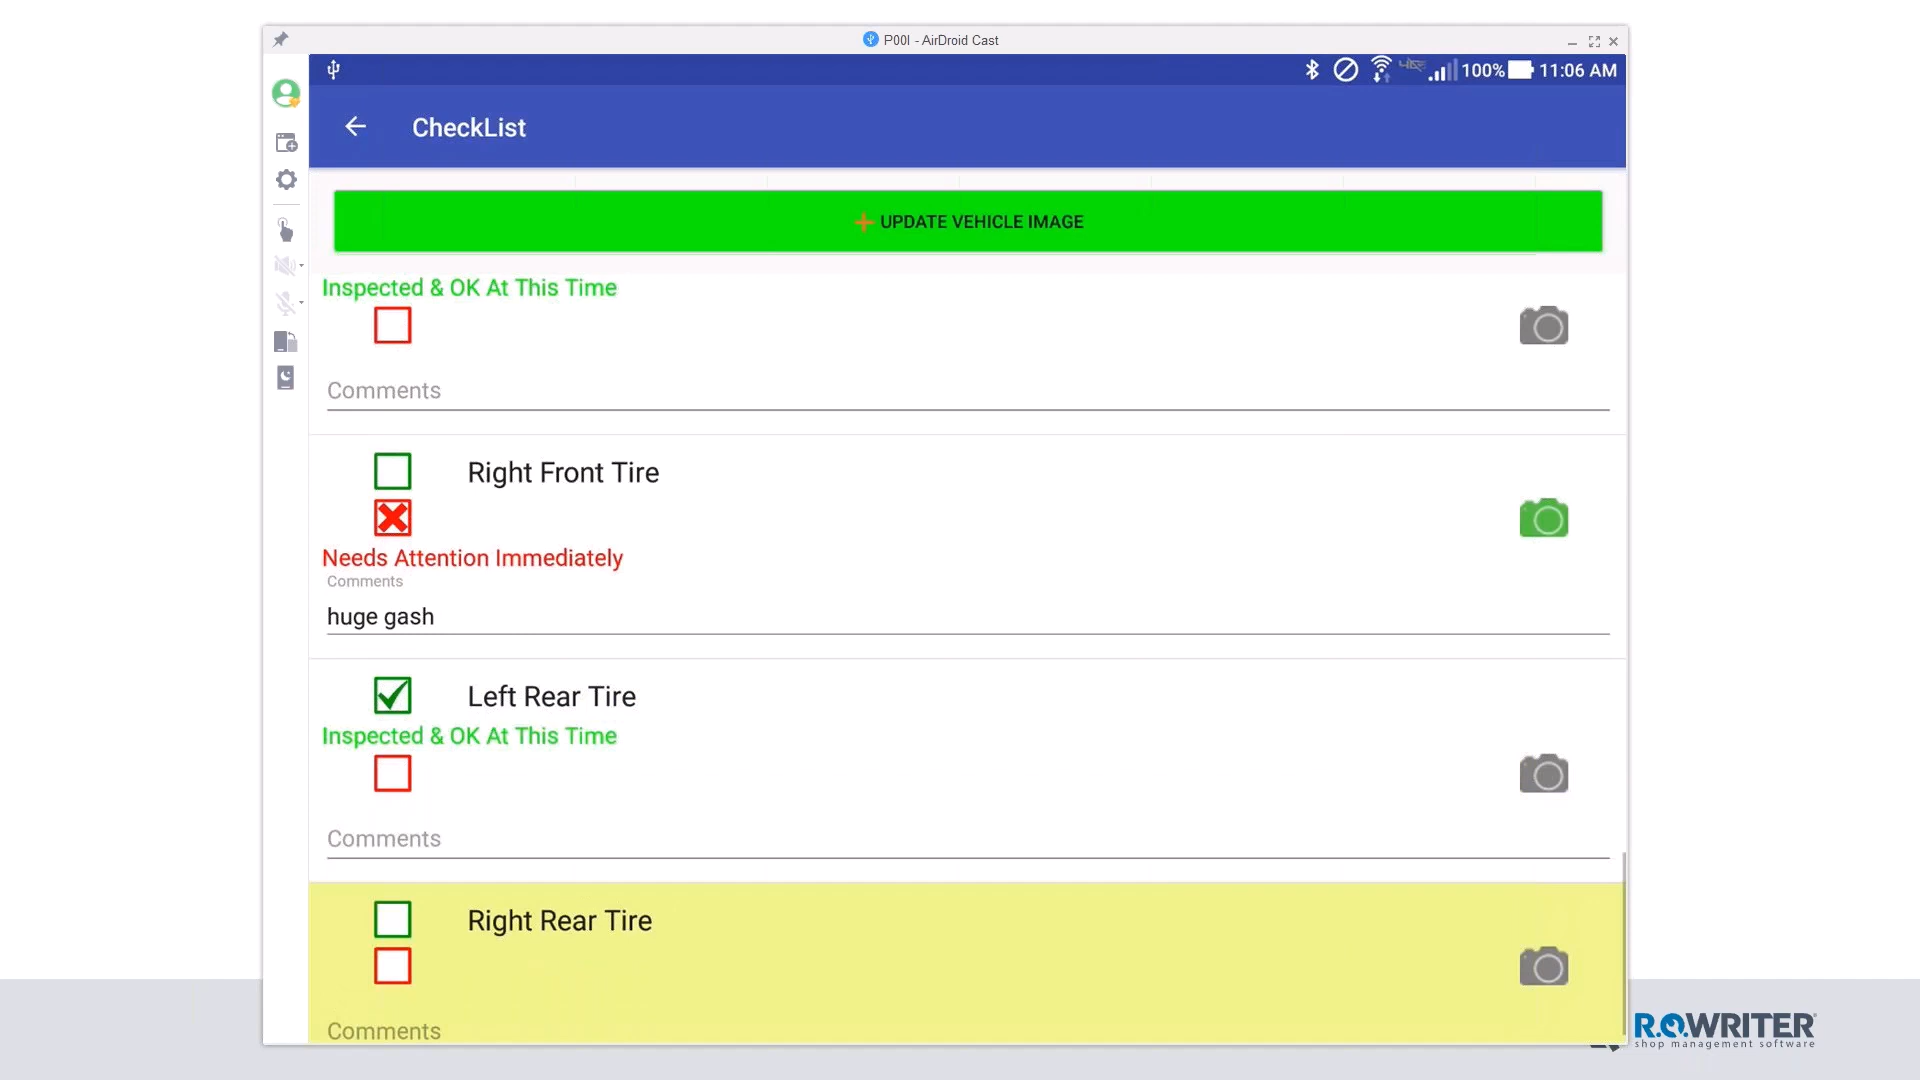 P00I - AirDroid Cast
100% 11:06 AM
CheckList
UPDATE VEHICLE IMAGE
Inspected & OK At This Time
Comments
Right Front Tire
Needs Attention Immediately
Comments
huge gash
Left Rear Tire
Inspected & OK At This Time
Comments
Right Rear Tire
Comments
R.O.WRITER
shop management software